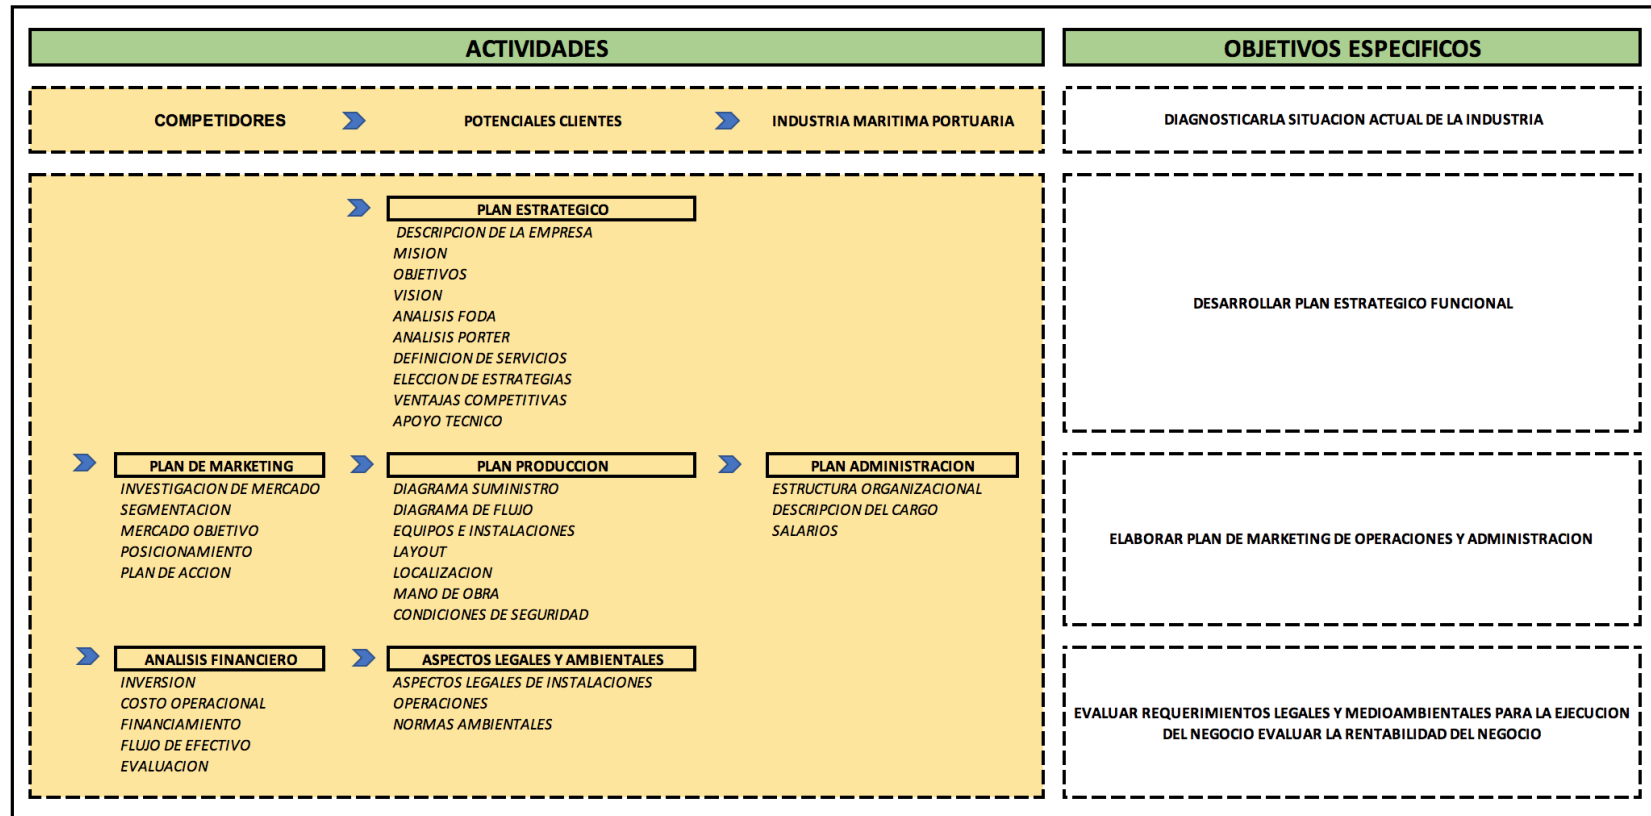 ACTIVIDADES
OBJETIVOS ESPECIFICOS
COMPETIDORES
POTENCIALES CLIENTES
INDUSTRIA MARITIMA PORTUARIA
DIAGNOSTICARLA SITUACION ACTUAL DE LA INDUSTRIA
PLAN ESTRATEGICO
DESCRIPCION DE LA EMPRESA
MISION
OBJETIVOS
VISION
ANALISIS FODA
ANALISIS PORTER
DEFINICION DE SERVICIOS
ELECCION DE ESTRATEGIAS
VENTAJAS COMPETITIVAS
APOYO TECNICO
DESARROLLAR PLAN ESTRATEGICO FUNCIONAL
PLAN DE MARKETING
INVESTIGACION DE MERCADO
SEGMENTACION
MERCADO OBJETIVO
POSICIONAMIENTO
PLAN DE ACCION
PLAN PRODUCCION
DIAGRAMA SUMINISTRO
DIAGRAMA DE FLUJO
EQUIPOS E INSTALACIONES
LAYOUT
LOCALIZACION
MANO DE OBRA
CONDICIONES DE SEGURIDAD
PLAN ADMINISTRACION
ESTRUCTURA ORGANIZACIONAL
DESCRIPCION DEL CARGO
SALARIOS
ELABORAR PLAN DE MARKETING DE OPERACIONES Y ADMINISTRACION
ANALISIS FINANCIERO
INVERSION
COSTO OPERACIONAL
FINANCIAMIENTO
FLUJO DE EFECTIVO
EVALUACION
ASPECTOS LEGALES Y AMBIENTALES
ASPECTOS LEGALES DE INSTALACIONES
OPERACIONES
NORMAS AMBIENTALES
EVALUAR REQUERIMIENTOS LEGALES Y MEDIOAMBIENTALES PARA LA EJECUCION
DEL NEGOCIO EVALUAR LA RENTABILIDAD DEL NEGOCIO